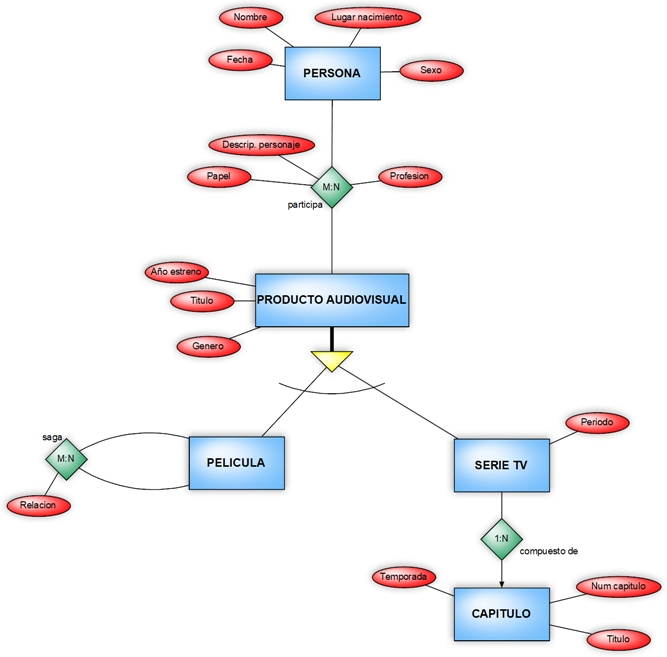 Nombre
Lugar nacimiento
Fecha
PERSONA
Sexo
Descrip. personaje
Papel
M:N
Profesion
participa
Año estreno
Titulo
PRODUCTO AUDIOVISUAL
Genero
saga
M:N
PELICULA
Relacion
Periodo
SERIE TV
1:N
compuesto de
Temporada
Num capitulo
CAPITULO
Titulo